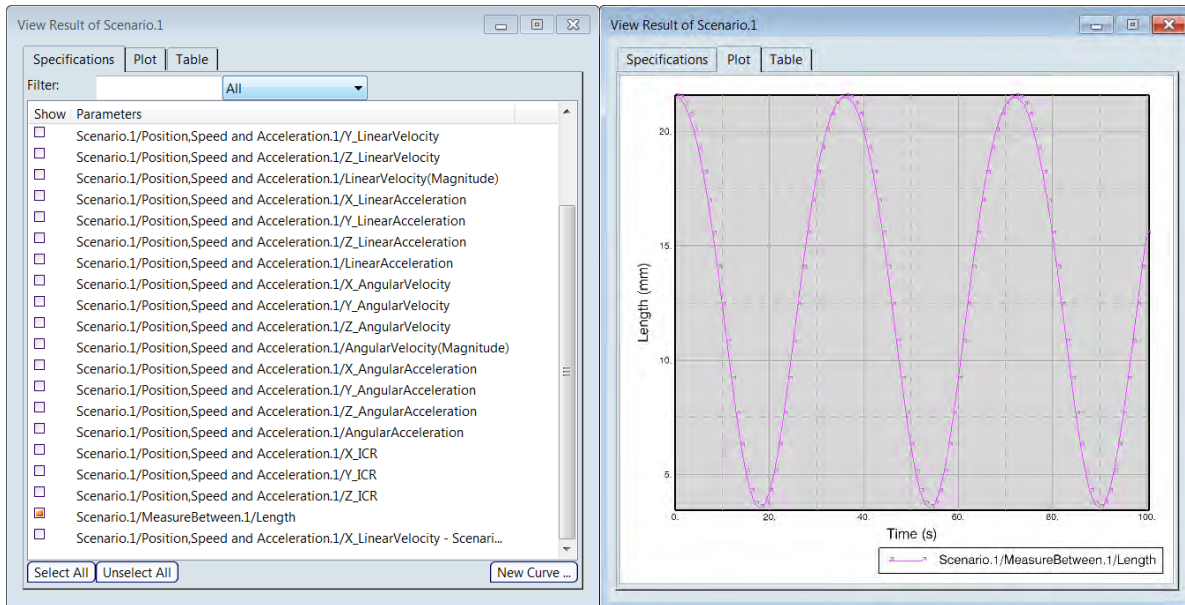 View Result of Scenario.1
Specifications Plot Table
Filter: All
Show Parameters
Scenario.1/Position,Speed and Acceleration.1/Y_LinearVelocity
Scenario.1/Position,Speed and Acceleration.1/Z_LinearVelocity
Scenario.1/Position,Speed and Acceleration.1/LinearVelocity(Magnitude)
Scenario.1/Position,Speed and Acceleration.1/X_LinearAcceleration
Scenario.1/Position,Speed and Acceleration.1/Y_LinearAcceleration
Scenario.1/Position,Speed and Acceleration.1/Z_LinearAcceleration
Scenario.1/Position,Speed and Acceleration.1/LinearAcceleration
Scenario.1/Position,Speed and Acceleration.1/X_AngularVelocity
Scenario.1/Position,Speed and Acceleration.1/Y_AngularVelocity
Scenario.1/Position,Speed and Acceleration.1/Z_AngularVelocity
Scenario.1/Position,Speed and Acceleration.1/AngularVelocity(Magnitude)
Scenario.1/Position,Speed and Acceleration.1/X_AngularAcceleration
Scenario.1/Position,Speed and Acceleration.1/Y_AngularAcceleration
Scenario.1/Position,Speed and Acceleration.1/Z_AngularAcceleration
Scenario.1/Position,Speed and Acceleration.1/AngularAcceleration
Scenario.1/Position,Speed and Acceleration.1/X_ICR
Scenario.1/Position,Speed and Acceleration.1/Y_ICR
Scenario.1/Position,Speed and Acceleration.1/Z_ICR
Scenario.1/MeasureBetween.1/Length
Scenario.1/Position,Speed and Acceleration.1/X_LinearVelocity - Scenari...
Select All Unselect All New Curve ...
View Result of Scenario.1
Specifications Plot Table
20.
15.
10.
5.
Length (mm)
0. 20. 40. 60. 80. 100.
Time (s)
Scenario.1/MeasureBetween.1/Length